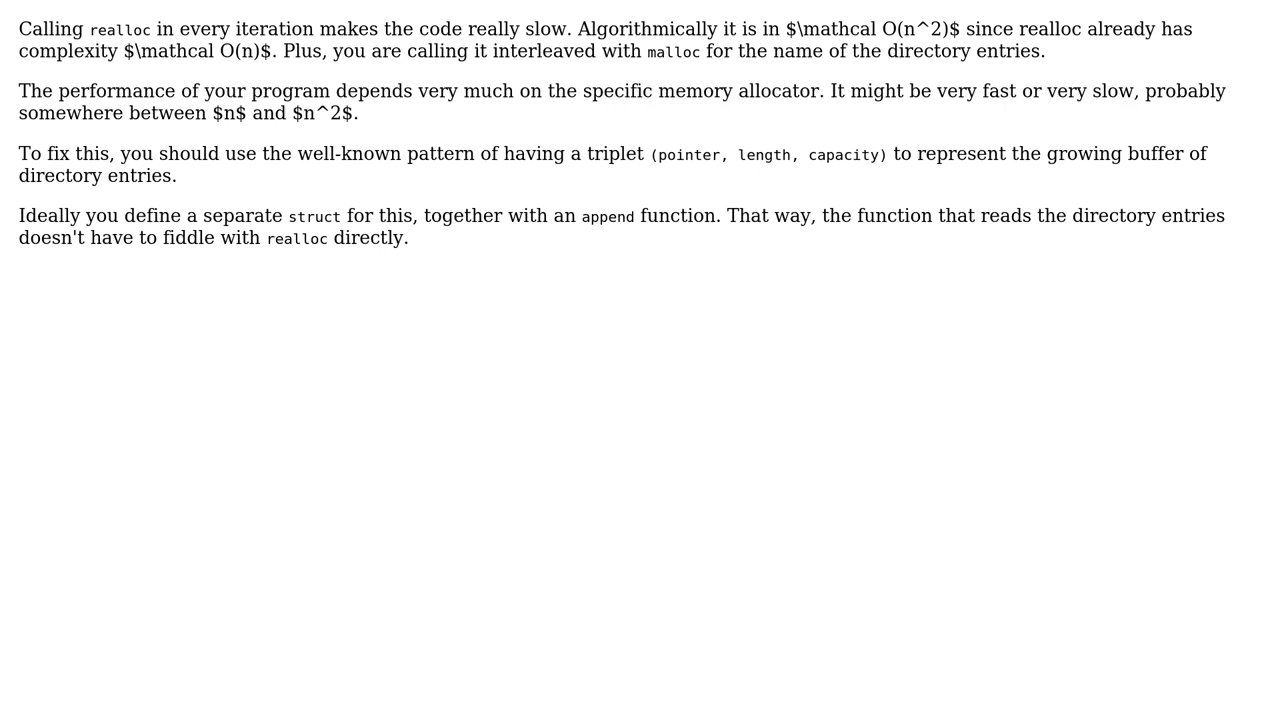 Calling realloc in every iteration makes the code really slow. Algorithmically it is in $\mathcal O(n^2)$ since realloc already has
complexity $\mathcal O(n)$. Plus, you are calling it interleaved with malloc for the name of the directory entries.
The performance of your program depends very much on the specific memory allocator. It might be very fast or very slow, probably
somewhere between $n$ and $n^2$.
To fix this, you should use the well-known pattern of having a triplet (pointer, length, capacity) to represent the growing buffer of
directory entries.
Ideally you define a separate struct for this, together with an append function. That way, the function that reads the directory entries
doesn't have to fiddle with realloc directly.